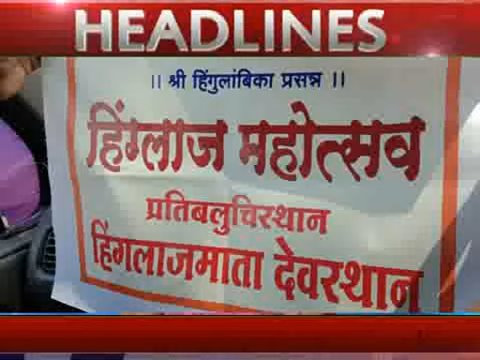 HEADLINES
।। श्री हिंगुलांबिका प्रसन्न ।।
हिंग्लाज महोत्सव
प्रतिबलुचिस्थान
हिंगलाजमाता देवस्थान